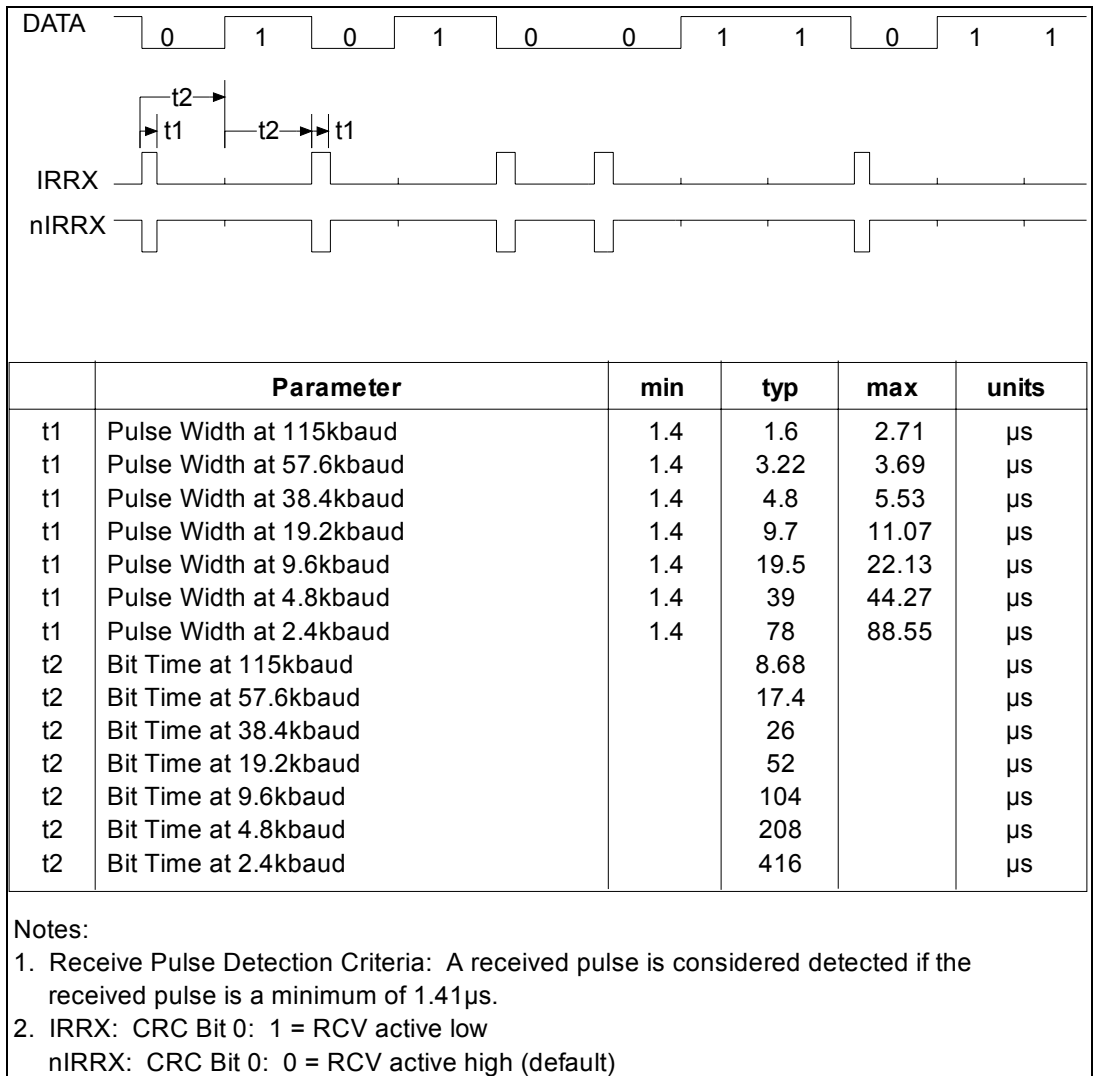 DATA 0 1 0 1 0 0 1 1 0 1 1
t2
t1 t2 t1
IRRX
nIRRX
Parameter min typ max units
t1 Pulse Width at 115kbaud 1.4 1.6 2.71 µs
t1 Pulse Width at 57.6kbaud 1.4 3.22 3.69 µs
t1 Pulse Width at 38.4kbaud 1.4 4.8 5.53 µs
t1 Pulse Width at 19.2kbaud 1.4 9.7 11.07 µs
t1 Pulse Width at 9.6kbaud 1.4 19.5 22.13 µs
t1 Pulse Width at 4.8kbaud 1.4 39 44.27 µs
t1 Pulse Width at 2.4kbaud 1.4 78 88.55 µs
t2 Bit Time at 115kbaud 8.68 µs
t2 Bit Time at 57.6kbaud 17.4 µs
t2 Bit Time at 38.4kbaud 26 µs
t2 Bit Time at 19.2kbaud 52 µs
t2 Bit Time at 9.6kbaud 104 µs
t2 Bit Time at 4.8kbaud 208 µs
t2 Bit Time at 2.4kbaud 416 µs
Notes:
1. Receive Pulse Detection Criteria: A received pulse is considered detected if the
received pulse is a minimum of 1.41µs.
2. IRRX: CRC Bit 0: 1 = RCV active low
nIRRX: CRC Bit 0: 0 = RCV active high (default)